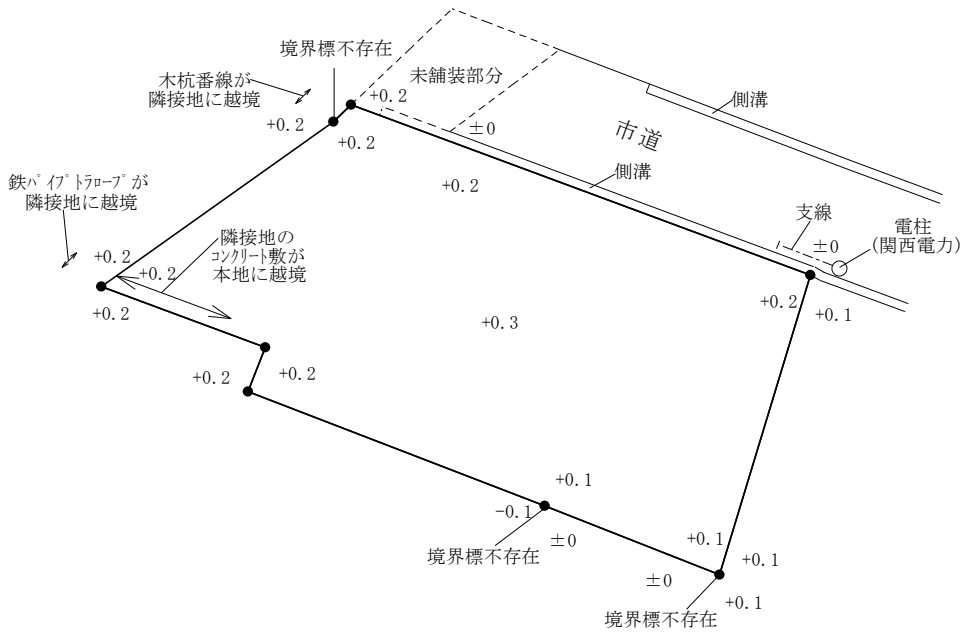 境界標不存在
未舗装部分
木杭番線が
隣接地に越境
側溝
+0.2
+0.2
+0.2
±0
市道
側溝
+0.2
鉄ﾊﾟｲﾌﾟﾄﾗﾛｰﾌﾟが
隣接地に越境
支線
電柱
(関西電力)
±0
隣接地の
ｺﾝｸﾘｰﾄ敷が
本地に越境
+0.2
+0.2
+0.2
+0.2
+0.1
+0.3
+0.2
+0.2
+0.1
-0.1
±0
境界標不存在
+0.1
+0.1
±0
+0.1
境界標不存在